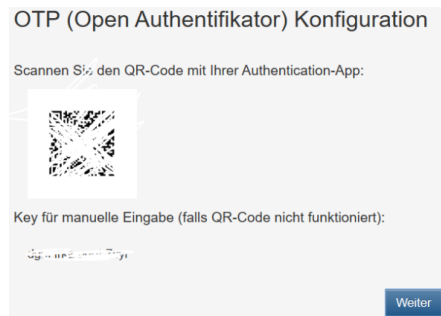 OTP (Open Authentifikator) Konfiguration
Scannen Sie den QR-Code mit Ihrer Authentication-App:
Key für manuelle Eingabe (falls QR-Code nicht funktioniert):
Weiter